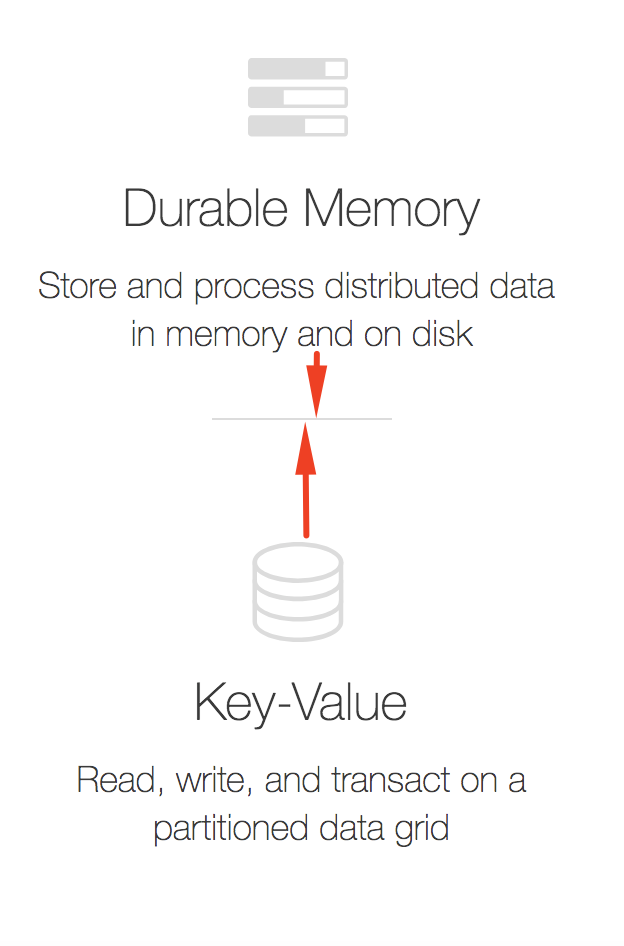 Durable Memory
Store and process distributed data
in memory and on disk
Key-Value
Read, write, and transact on a
partitioned data grid